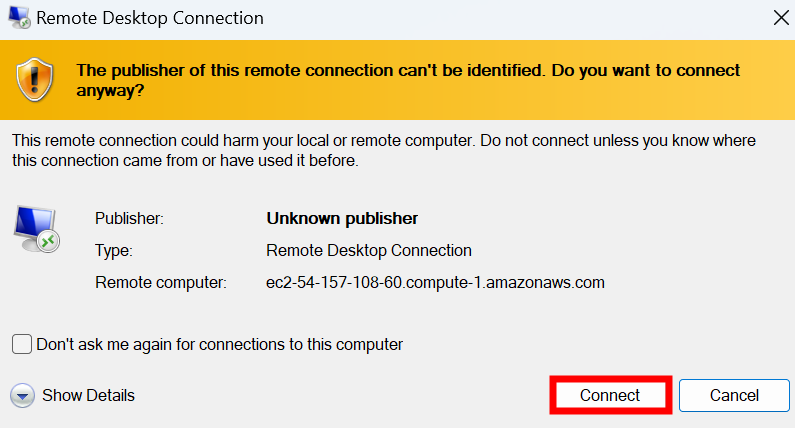 Remote Desktop Connection
The publisher of this remote connection can't be identified. Do you want to connect
anyway?
This remote connection could harm your local or remote computer. Do not connect unless you know where
this connection came from or have used it before.
Publisher: Unknown publisher
Type: Remote Desktop Connection
Remote computer: ec2-54-157-108-60.compute-1.amazonaws.com
Don't ask me again for connections to this computer
Show Details Connect Cancel